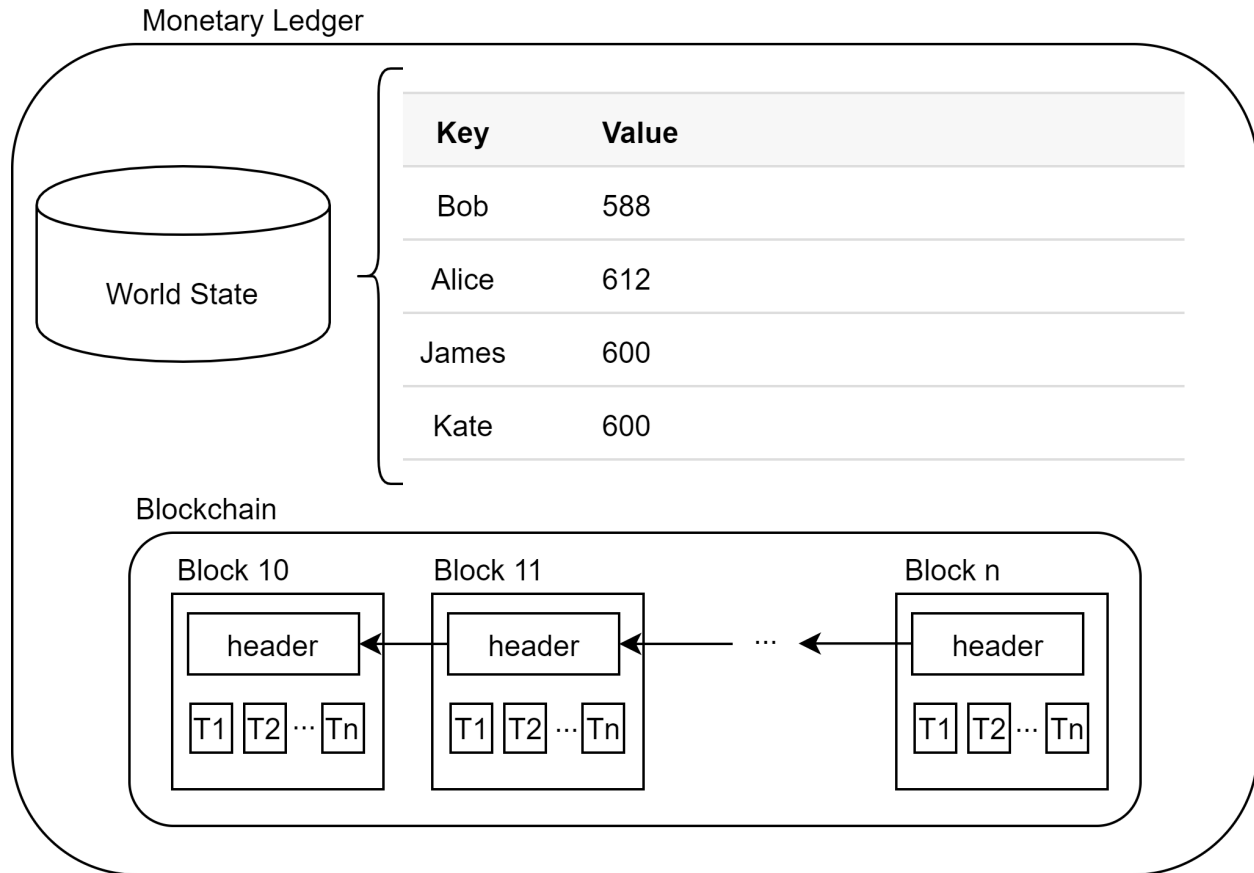 Monetary Ledger
Key Value
Bob 588
World State
Alice 612
James 600
Kate 600
Blockchain
Block 10 Block 11 Block n
header header ... header
T1 T2 ... Tn T1 T2 ... Tn T1 T2 ... Tn